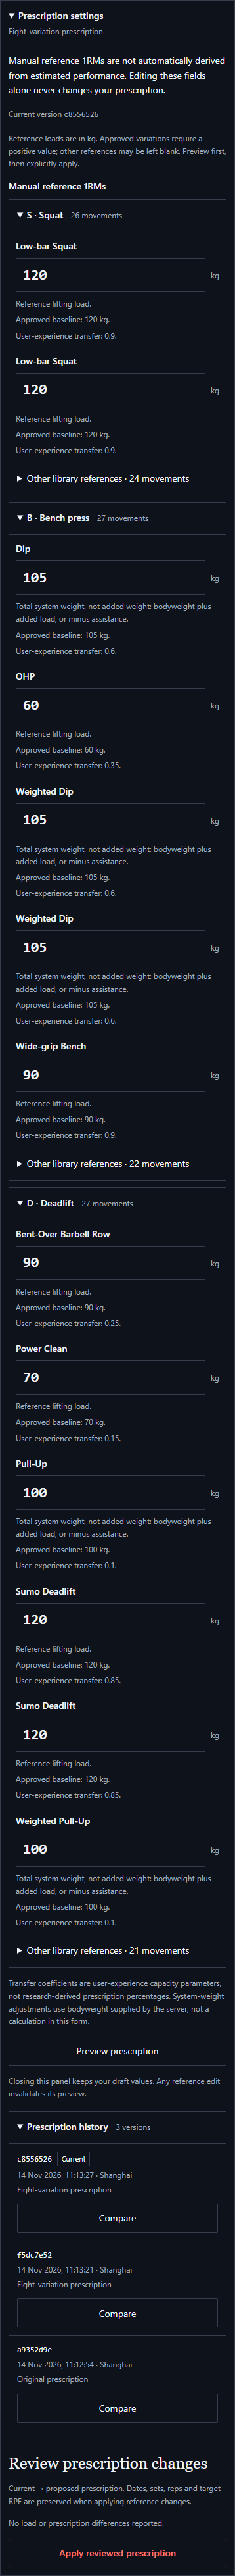 Prescription settings
Eight-variation prescription
Manual reference 1RMs are not automatically derived
from estimated performance. Editing these fields
alone never changes your prescription.
Current version c8556526
Reference loads are in kg. Approved variations require a
positive value; other references may be left blank. Preview first,
then explicitly apply.
Manual reference 1RMs
S · Squat 26 movements
Low-bar Squat
120 kg
Reference lifting load.
Approved baseline: 120 kg.
User-experience transfer: 0.9.
Low-bar Squat
120 kg
Reference lifting load.
Approved baseline: 120 kg.
User-experience transfer: 0.9.
Other library references · 24 movements
B · Bench press 27 movements
Dip
105 kg
Total system weight, not added weight: bodyweight plus
added load, or minus assistance.
Approved baseline: 105 kg.
User-experience transfer: 0.6.
OHP
60 kg
Reference lifting load.
Approved baseline: 60 kg.
User-experience transfer: 0.35.
Weighted Dip
105 kg
Total system weight, not added weight: bodyweight plus
added load, or minus assistance.
Approved baseline: 105 kg.
User-experience transfer: 0.6.
Weighted Dip
105 kg
Total system weight, not added weight: bodyweight plus
added load, or minus assistance.
Approved baseline: 105 kg.
User-experience transfer: 0.6.
Wide-grip Bench
90 kg
Reference lifting load.
Approved baseline: 90 kg.
User-experience transfer: 0.9.
Other library references · 22 movements
D · Deadlift 27 movements
Bent-Over Barbell Row
90 kg
Reference lifting load.
Approved baseline: 90 kg.
User-experience transfer: 0.25.
Power Clean
70 kg
Reference lifting load.
Approved baseline: 70 kg.
User-experience transfer: 0.15.
Pull-Up
100 kg
Total system weight, not added weight: bodyweight plus
added load, or minus assistance.
Approved baseline: 100 kg.
User-experience transfer: 0.1.
Sumo Deadlift
120 kg
Reference lifting load.
Approved baseline: 120 kg.
User-experience transfer: 0.85.
Sumo Deadlift
120 kg
Reference lifting load.
Approved baseline: 120 kg.
User-experience transfer: 0.85.
Weighted Pull-Up
100 kg
Total system weight, not added weight: bodyweight plus
added load, or minus assistance.
Approved baseline: 100 kg.
User-experience transfer: 0.1.
Other library references · 21 movements
Transfer coefficients are user-experience capacity parameters,
not research-derived prescription percentages. System-weight
adjustments use bodyweight supplied by the server, not a
calculation in this form.
Preview prescription
Closing this panel keeps your draft values. Any reference edit
invalidates its preview.
Prescription history 3 versions
c8556526 Current
14 Nov 2026, 11:13:27 · Shanghai
Eight-variation prescription
Compare
f5dc7e52
14 Nov 2026, 11:13:21 · Shanghai
Eight-variation prescription
Compare
a9352d9e
14 Nov 2026, 11:12:54 · Shanghai
Original prescription
Compare
Review prescription changes
Current → proposed prescription. Dates, sets, reps and target
RPE are preserved when applying reference changes.
No load or prescription differences reported.
Apply reviewed prescription